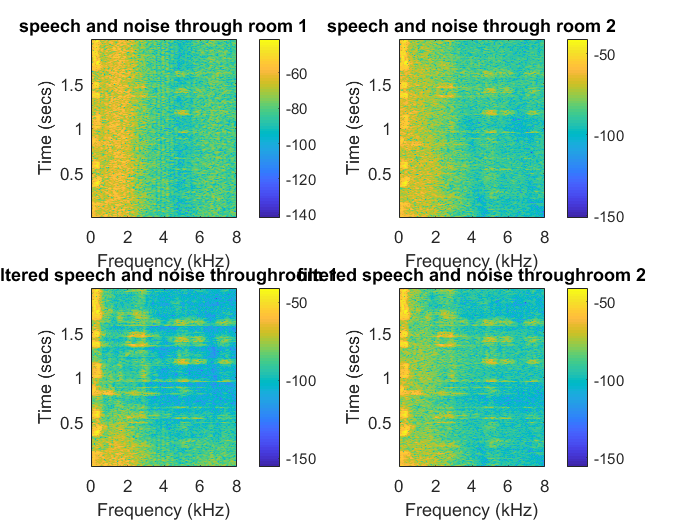 speech and noise through room 1
Time (secs)
1.5
1
0.5
0 2 4 6 8
Frequency (kHz)
-60
-80
-100
-120
-140
speech and noise through room 2
Time (secs)
1.5
1
0.5
0 2 4 6 8
Frequency (kHz)
-50
-100
-150
ltered speech and noise through
Time (secs)
1.5
1
0.5
0 2 4 6 8
Frequency (kHz)
-50
-100
-150
speech and noise throughroom 2
Time (secs)
1.5
1
0.5
0 2 4 6 8
Frequency (kHz)
-50
-100
-150